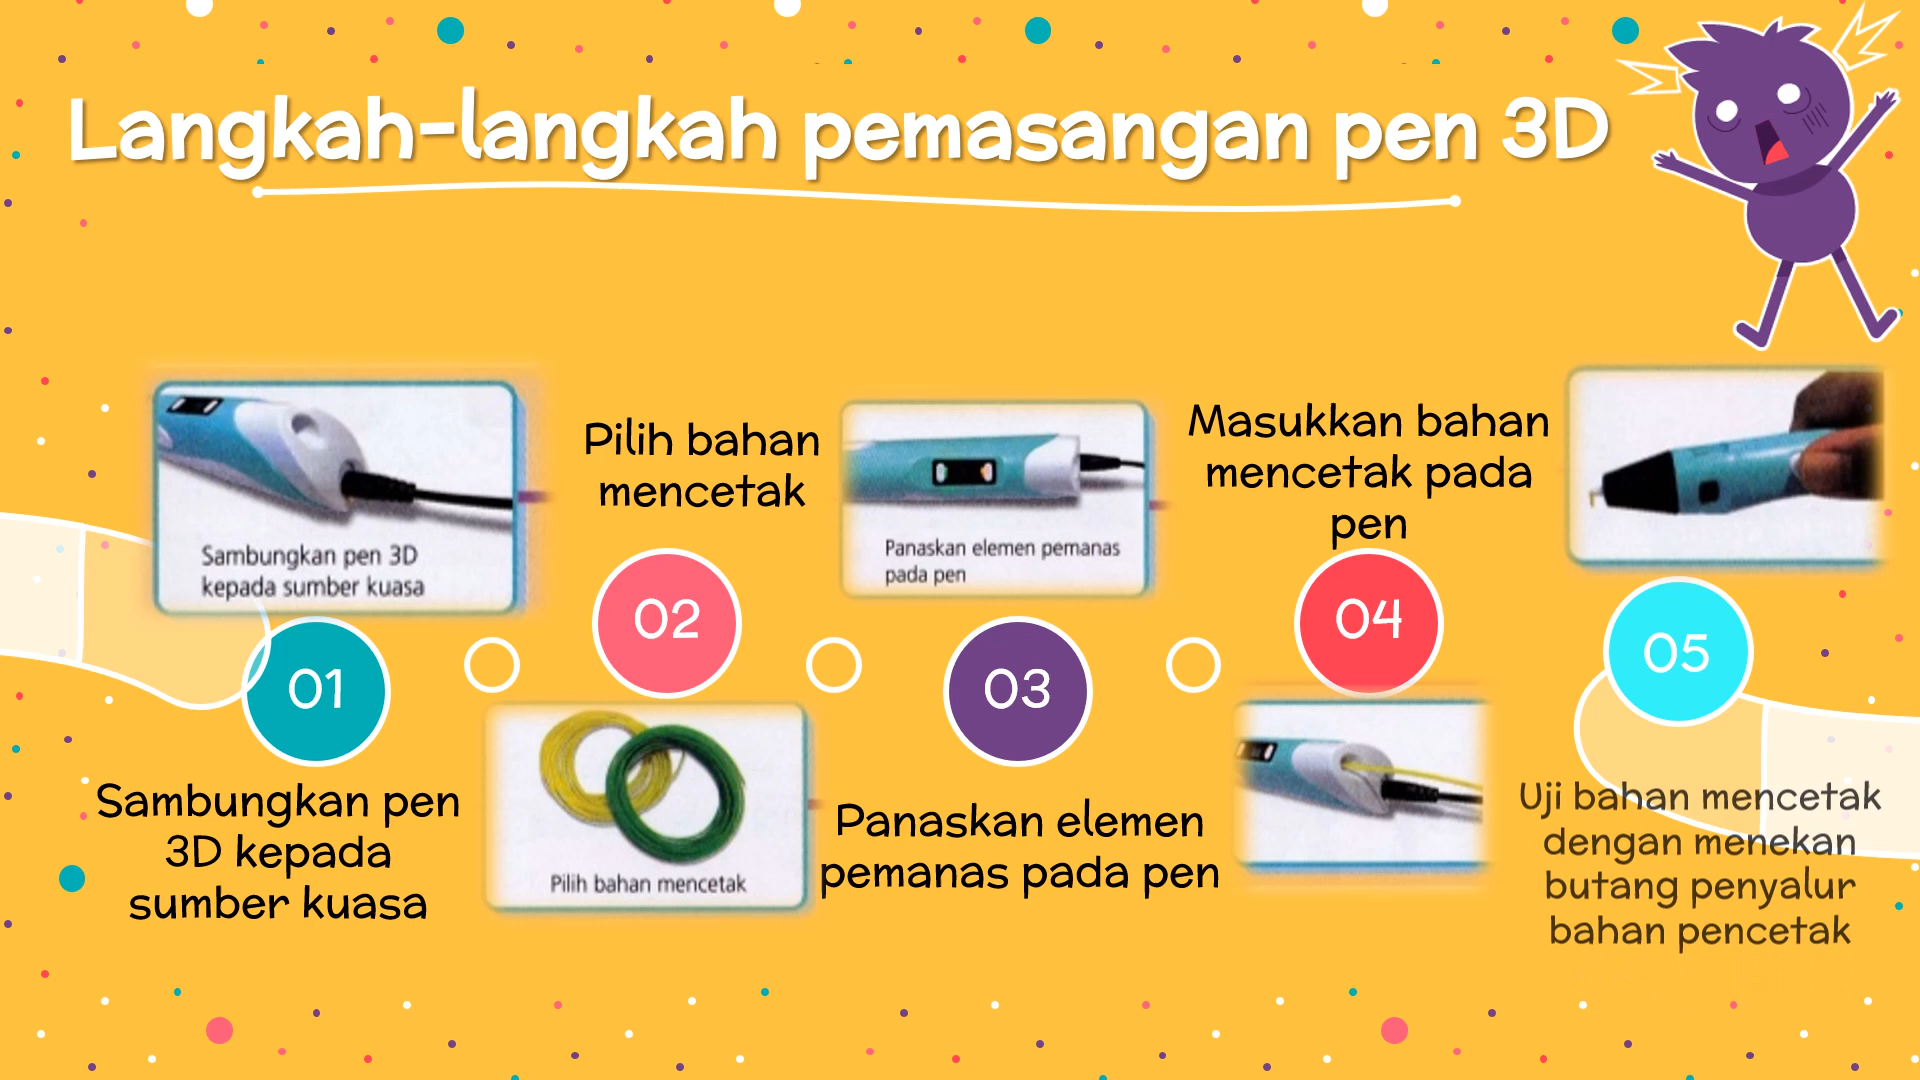 Langkah-langkah pemasangan pen 3D
Sambungkan pen 3D
kepada sumber kuasa
01
Sambungkan pen
3D kepada
sumber kuasa
Pilih bahan
mencetak
02
Pilih bahan mencetak
Panaskan elemen pemanas
pada pen
03
Panaskan elemen
pemanas pada pen
Masukkan bahan
mencetak pada
pen
04
05
Uji bahan mencetak
dengan menekan
butang penyalur
bahan pencetak